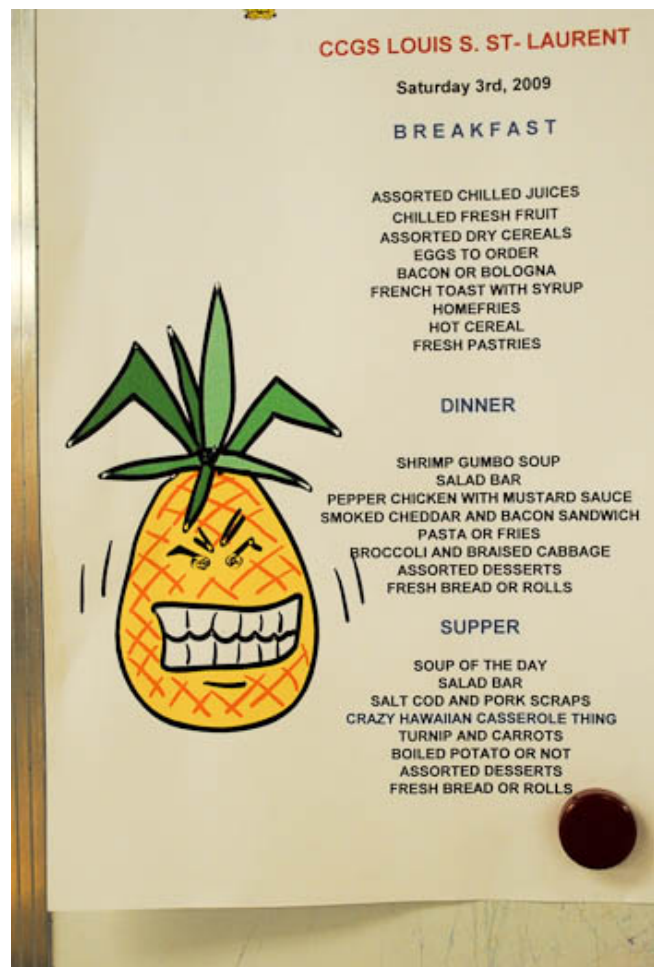 CCGS LOUIS S. ST- LAURENT
Saturday 3rd, 2009
BREAKFAST
ASSORTED CHILLED JUICES
CHILLED FRESH FRUIT
ASSORTED DRY CEREALS
EGGS TO ORDER
BACON OR BOLOGNA
FRENCH TOAST WITH SYRUP
HOMEFRIES
HOT CEREAL
FRESH PASTRIES
DINNER
SHRIMP GUMBO SOUP
SALAD BAR
PEPPER CHICKEN WITH MUSTARD SAUCE
SMOKED CHEDDAR AND BACON SANDWICH
PASTA OR FRIES
BROCCOLI AND BRAISED CABBAGE
ASSORTED DESSERTS
FRESH BREAD OR ROLLS
SUPPER
SOUP OF THE DAY
SALAD BAR
SALT COD AND PORK SCRAPS
CRAZY HAWAIIAN CASSEROLE THING
TURNIP AND CARROTS
BOILED POTATO OR NOT
ASSORTED DESSERTS
FRESH BREAD OR ROLLS